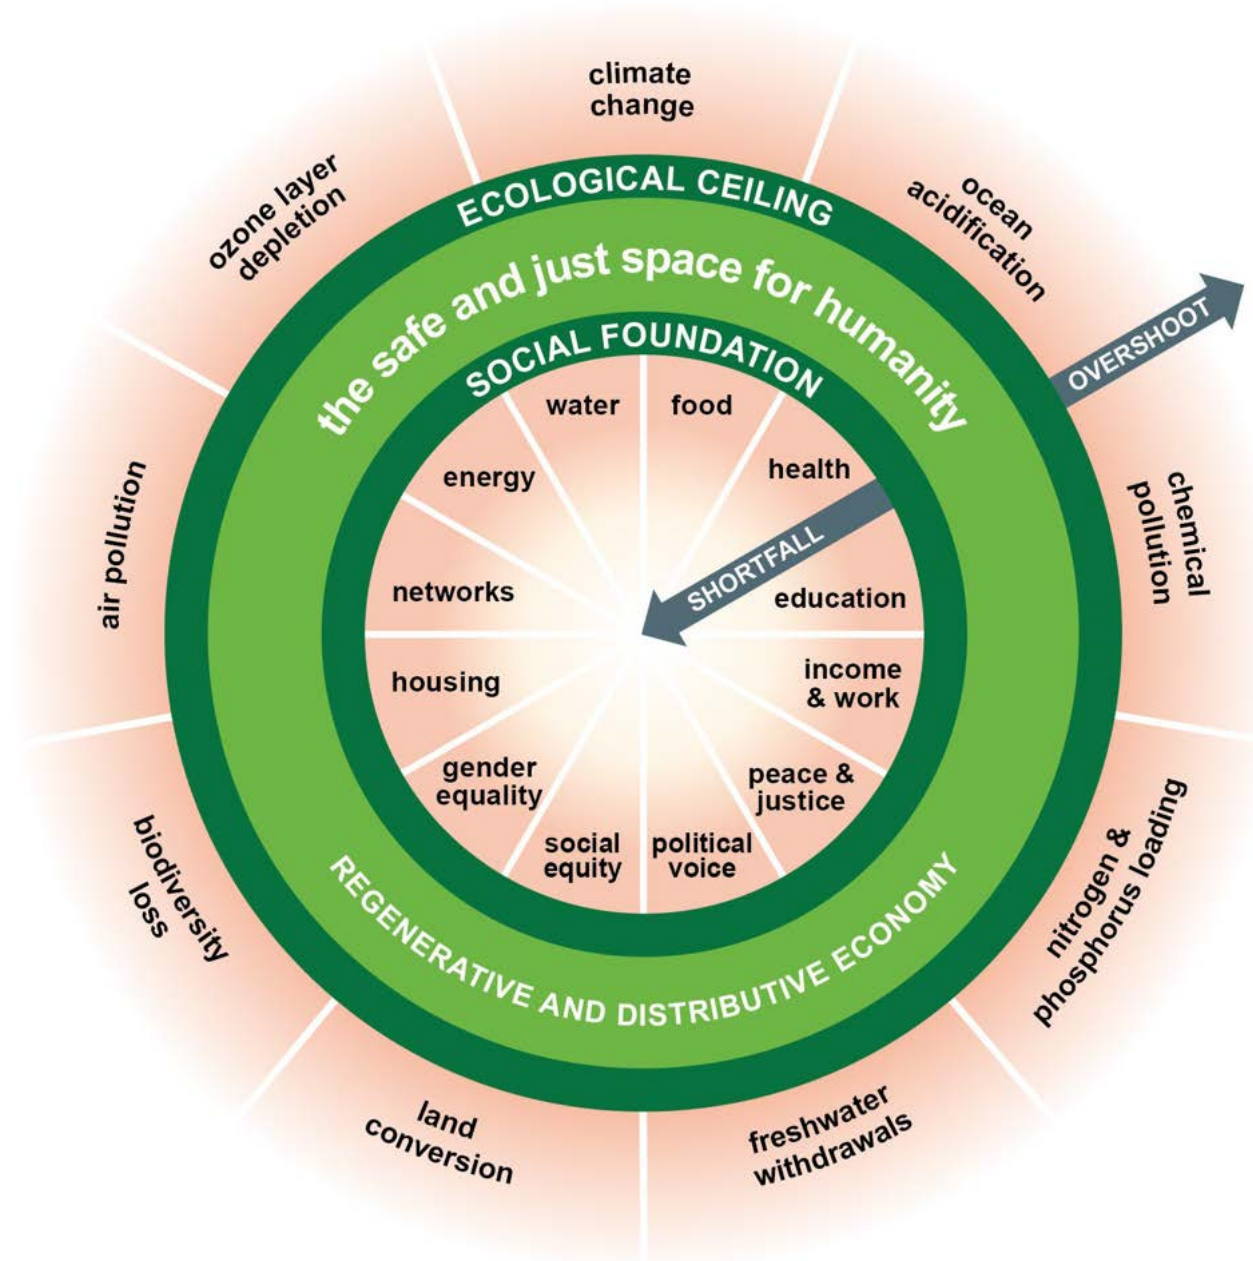 climate
change
ozone layer
depletion
ocean
acidification
ECOLOGICAL CEILING
the safe and just space for humanity
OVERSHOOT
SOCIAL FOUNDATION
water
food
energy
health
SHORTFALL
air pollution
chemical
pollution
networks
education
housing
income
& work
gender
equality
peace &
justice
social
equity
political
voice
biodiversity
loss
nitrogen &
phosphorus loading
REGENERATIVE AND DISTRIBUTIVE ECONOMY
land
conversion
freshwater
withdrawals